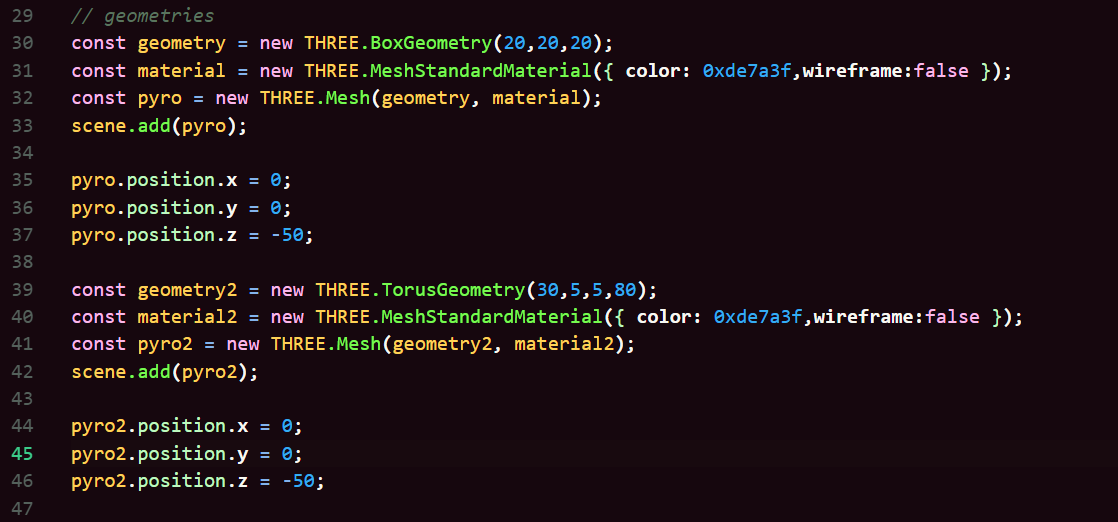 29 // geometries
30 const geometry = new THREE.BoxGeometry(20,20,20);
31 const material = new THREE.MeshStandardMaterial({ color: 0xde7a3f,wireframe:false });
32 const pyro = new THREE.Mesh(geometry, material);
33 scene.add(pyro);
34
35 pyro.position.x = 0;
36 pyro.position.y = 0;
37 pyro.position.z = -50;
38
39 const geometry2 = new THREE.TorusGeometry(30,5,5,80);
40 const material2 = new THREE.MeshStandardMaterial({ color: 0xde7a3f,wireframe:false });
41 const pyro2 = new THREE.Mesh(geometry2, material2);
42 scene.add(pyro2);
43
44 pyro2.position.x = 0;
45 pyro2.position.y = 0;
46 pyro2.position.z = -50;
47